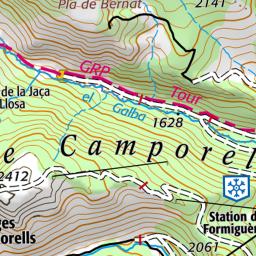 Pla de Bernat
2141
GRP
de la Jaça
Llosa
el
Galba
Tour
1628
e Camporel
2412
ges
orells
Station d
Formiguèr
2061